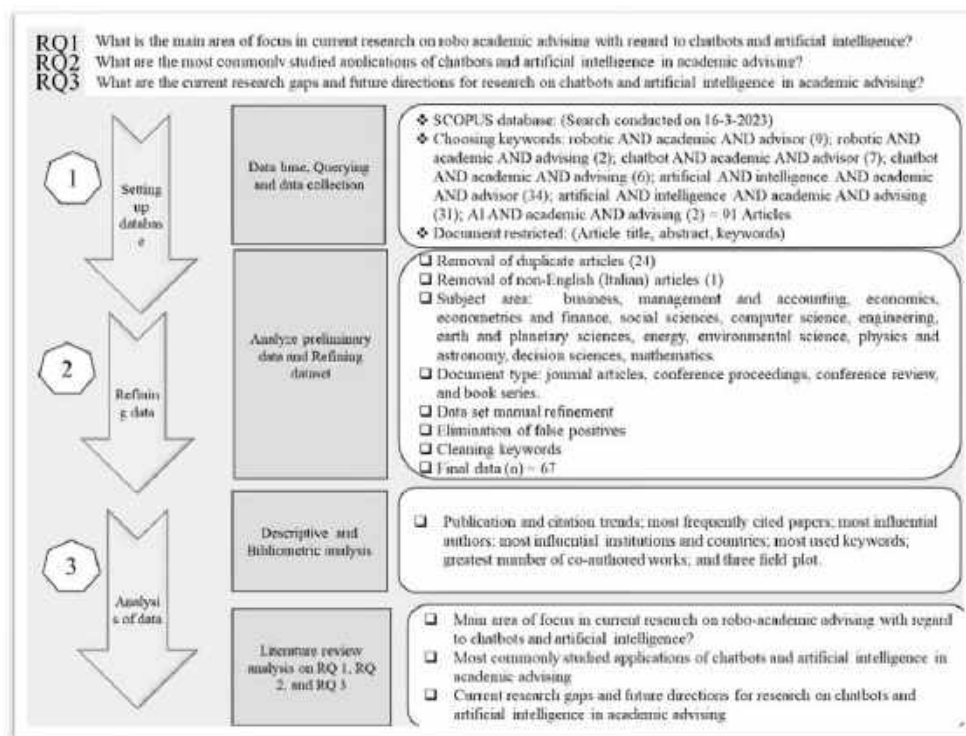 RQ1 What is the main area of focus in current research on robo academic advising with regard to chatbots and artificial intelligence?
RQ2 What are the most commonly studied applications of chatbots and artificial intelligence in academic advising?
RQ3 What are the current research gaps and future directions for research on chatbots and artificial intelligence in academic advising?
1
Setting
up
databas
e
Data base, Querying
and data collection
❖ SCOPUS database: (Search conducted on 16-3-2023)
❖ Choosing keywords: robotic AND academic AND advisor (9); robotic AND
academic AND advising (2); chatbot AND academic AND advisor (7); chatbot
AND academic AND advising (6); artificial AND intelligence AND academic
AND advisor (34); artificial AND intelligence AND academic AND advising
(31); AI AND academic AND advising (2) = 91 Articles
❖ Document restricted: (Article title, abstract, keywords)
2
Refinin
g data
Analyze preliminary
data and Refining
dataset
❑ Removal of duplicate articles (24)
❑ Removal of non-English (Italian) articles (1)
❑ Subject area: business, management and accounting, economics,
econometrics and finance, social sciences, computer science, engineering,
earth and planetary sciences, energy, environmental science, physics and
astronomy, decision sciences, mathematics.
❑ Document type: journal articles, conference proceedings, conference review,
and book series.
❑ Data set manual refinement
❑ Elimination of false positives
❑ Cleaning keywords
❑ Final data (n) = 67
3
Analysi
s of data
Descriptive and
Bibliometric analysis
❑ Publication and citation trends; most frequently cited papers; most influential
authors; most influential institutions and countries; most used keywords;
greatest number of co-authored works; and three field plot.
Literature review
analysis on RQ 1, RQ
2, and RQ 3
❑ Main area of focus in current research on robo-academic advising with regard
to chatbots and artificial intelligence?
❑ Most commonly studied applications of chatbots and artificial intelligence in
academic advising
❑ Current research gaps and future directions for research on chatbots and
artificial intelligence in academic advising